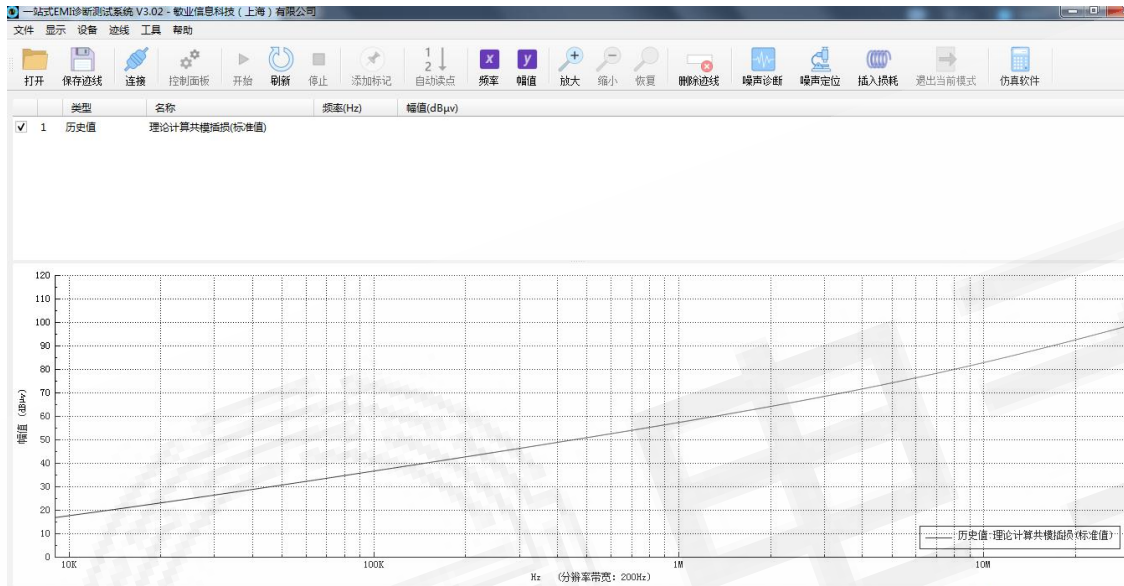 一站式EMI诊断测试系统 V3.02 - 敏业信息科技（上海）有限公司
文件 显示 设备 迹线 工具 帮助
打开 保存迹线 连接 控制面板 开始 刷新 停止 添加标记 自动读点 频率 幅值 放大 缩小 恢复 删除迹线 噪声诊断 噪声定位 插入损耗 退出当前模式 仿真软件
类型 名称 频率(Hz) 幅值(dBμv)
1 历史值 理论计算共模插损(标准值)
120
110
100
90
80
70
60
50
40
30
20
10
0
幅值 (dBμv)
历史值:理论计算共模插损(标准值)
10K 100K 1M 10M
Hz （分辨率带宽：200Hz）